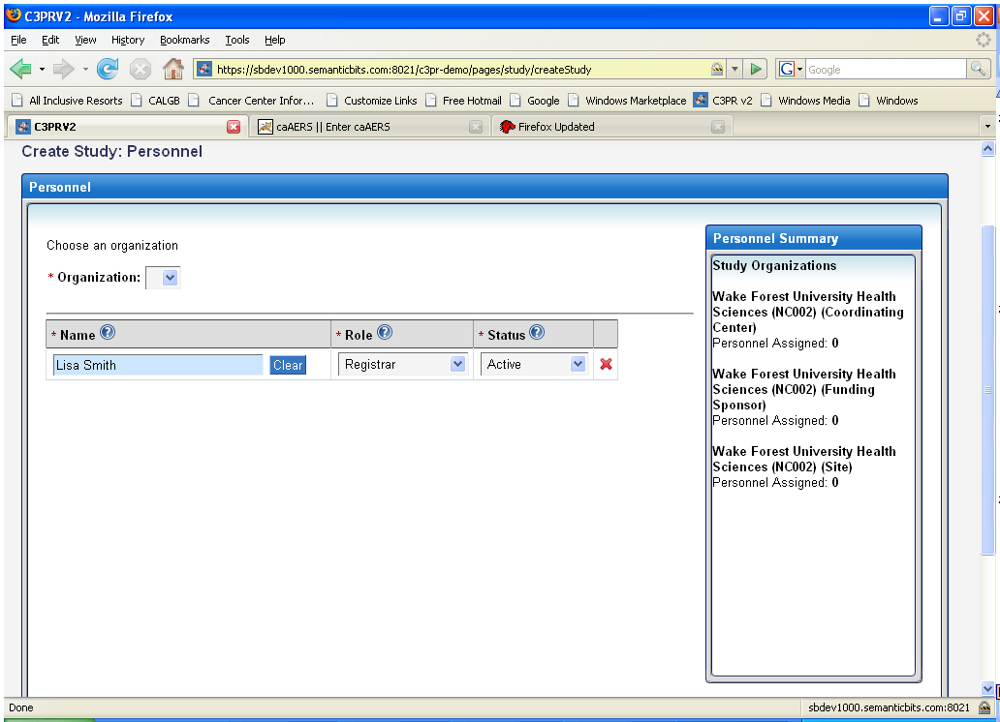 C3PRV2 - Mozilla Firefox
File Edit View History Bookmarks Tools Help
https://sbdev1000.semanticbits.com:8021/c3pr-demo/pages/study/createStudy
G Google
All Inclusive Resorts CALGB Cancer Center Infor... Customize Links Free Hotmail Google Windows Marketplace C3PR v2 Windows Media Windows
C3PRV2 caAERS || Enter caAERS Firefox Updated
Create Study: Personnel
Personnel
Choose an organization
* Organization:
* Name ? * Role ? * Status ?
Lisa Smith Clear Registrar Active
Personnel Summary
Study Organizations
Wake Forest University Health
Sciences (NC002) (Coordinating
Center)
Personnel Assigned: 0
Wake Forest University Health
Sciences (NC002) (Funding
Sponsor)
Personnel Assigned: 0
Wake Forest University Health
Sciences (NC002) (Site)
Personnel Assigned: 0
Done sbdev1000.semanticbits.com:8021